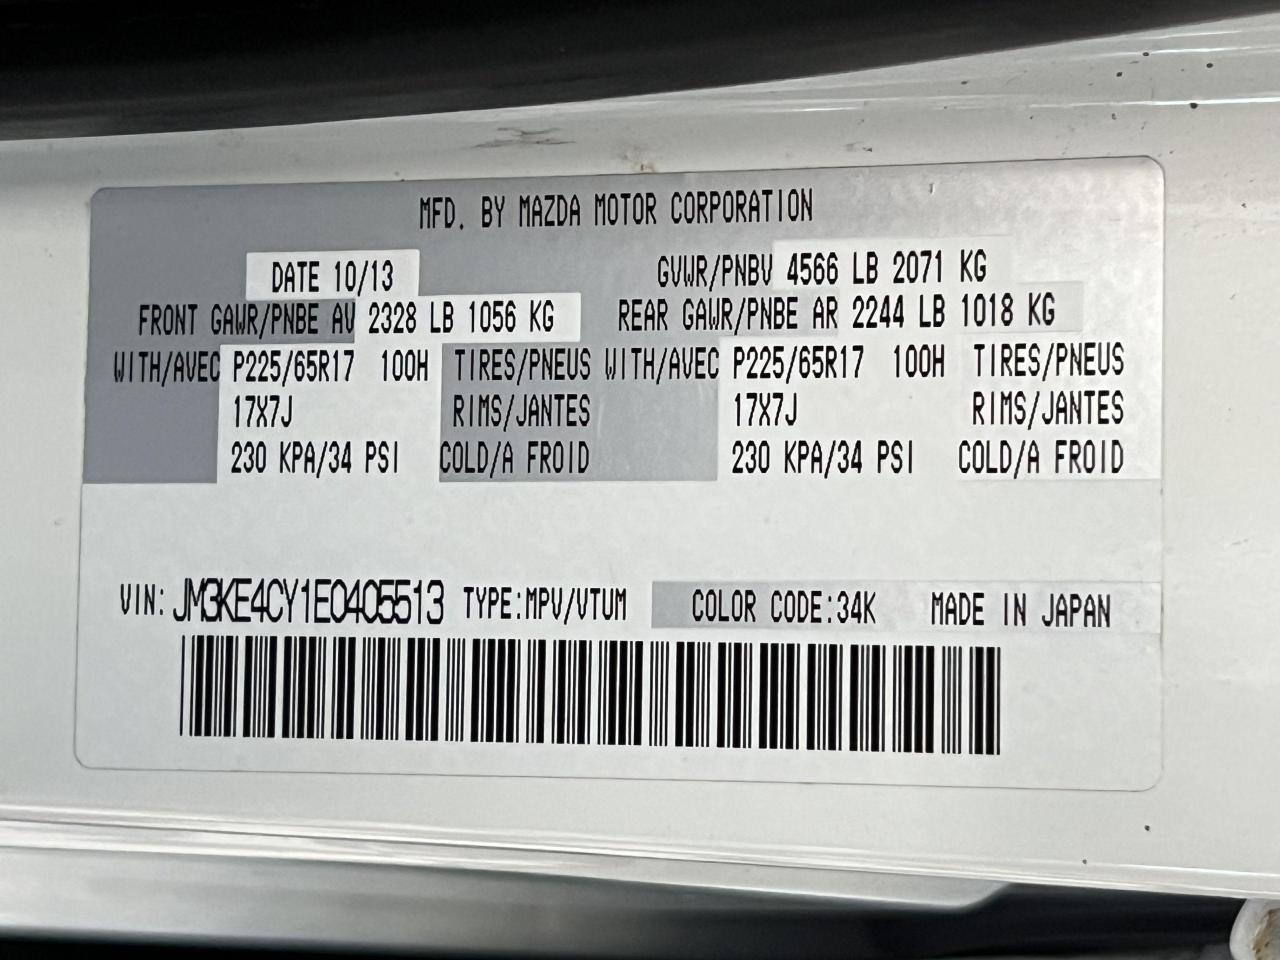 MFD. BY MAZDA MOTOR CORPORATION
DATE 10/13 GVWR/PNBV 4566 LB 2071 KG
FRONT GAWR/PNBE AV 2328 LB 1056 KG REAR GAWR/PNBE AR 2244 LB 1018 KG
WITH/AVEC P225/65R17 100H TIRES/PNEUS WITH/AVEC P225/65R17 100H TIRES/PNEUS
17X7J RIMS/JANTES 17X7J RIMS/JANTES
230 KPA/34 PSI COLD/A FROID 230 KPA/34 PSI COLD/A FROID
VIN: JM3KE4CY1E0405513 TYPE:MPV/VTUM COLOR CODE:34K MADE IN JAPAN